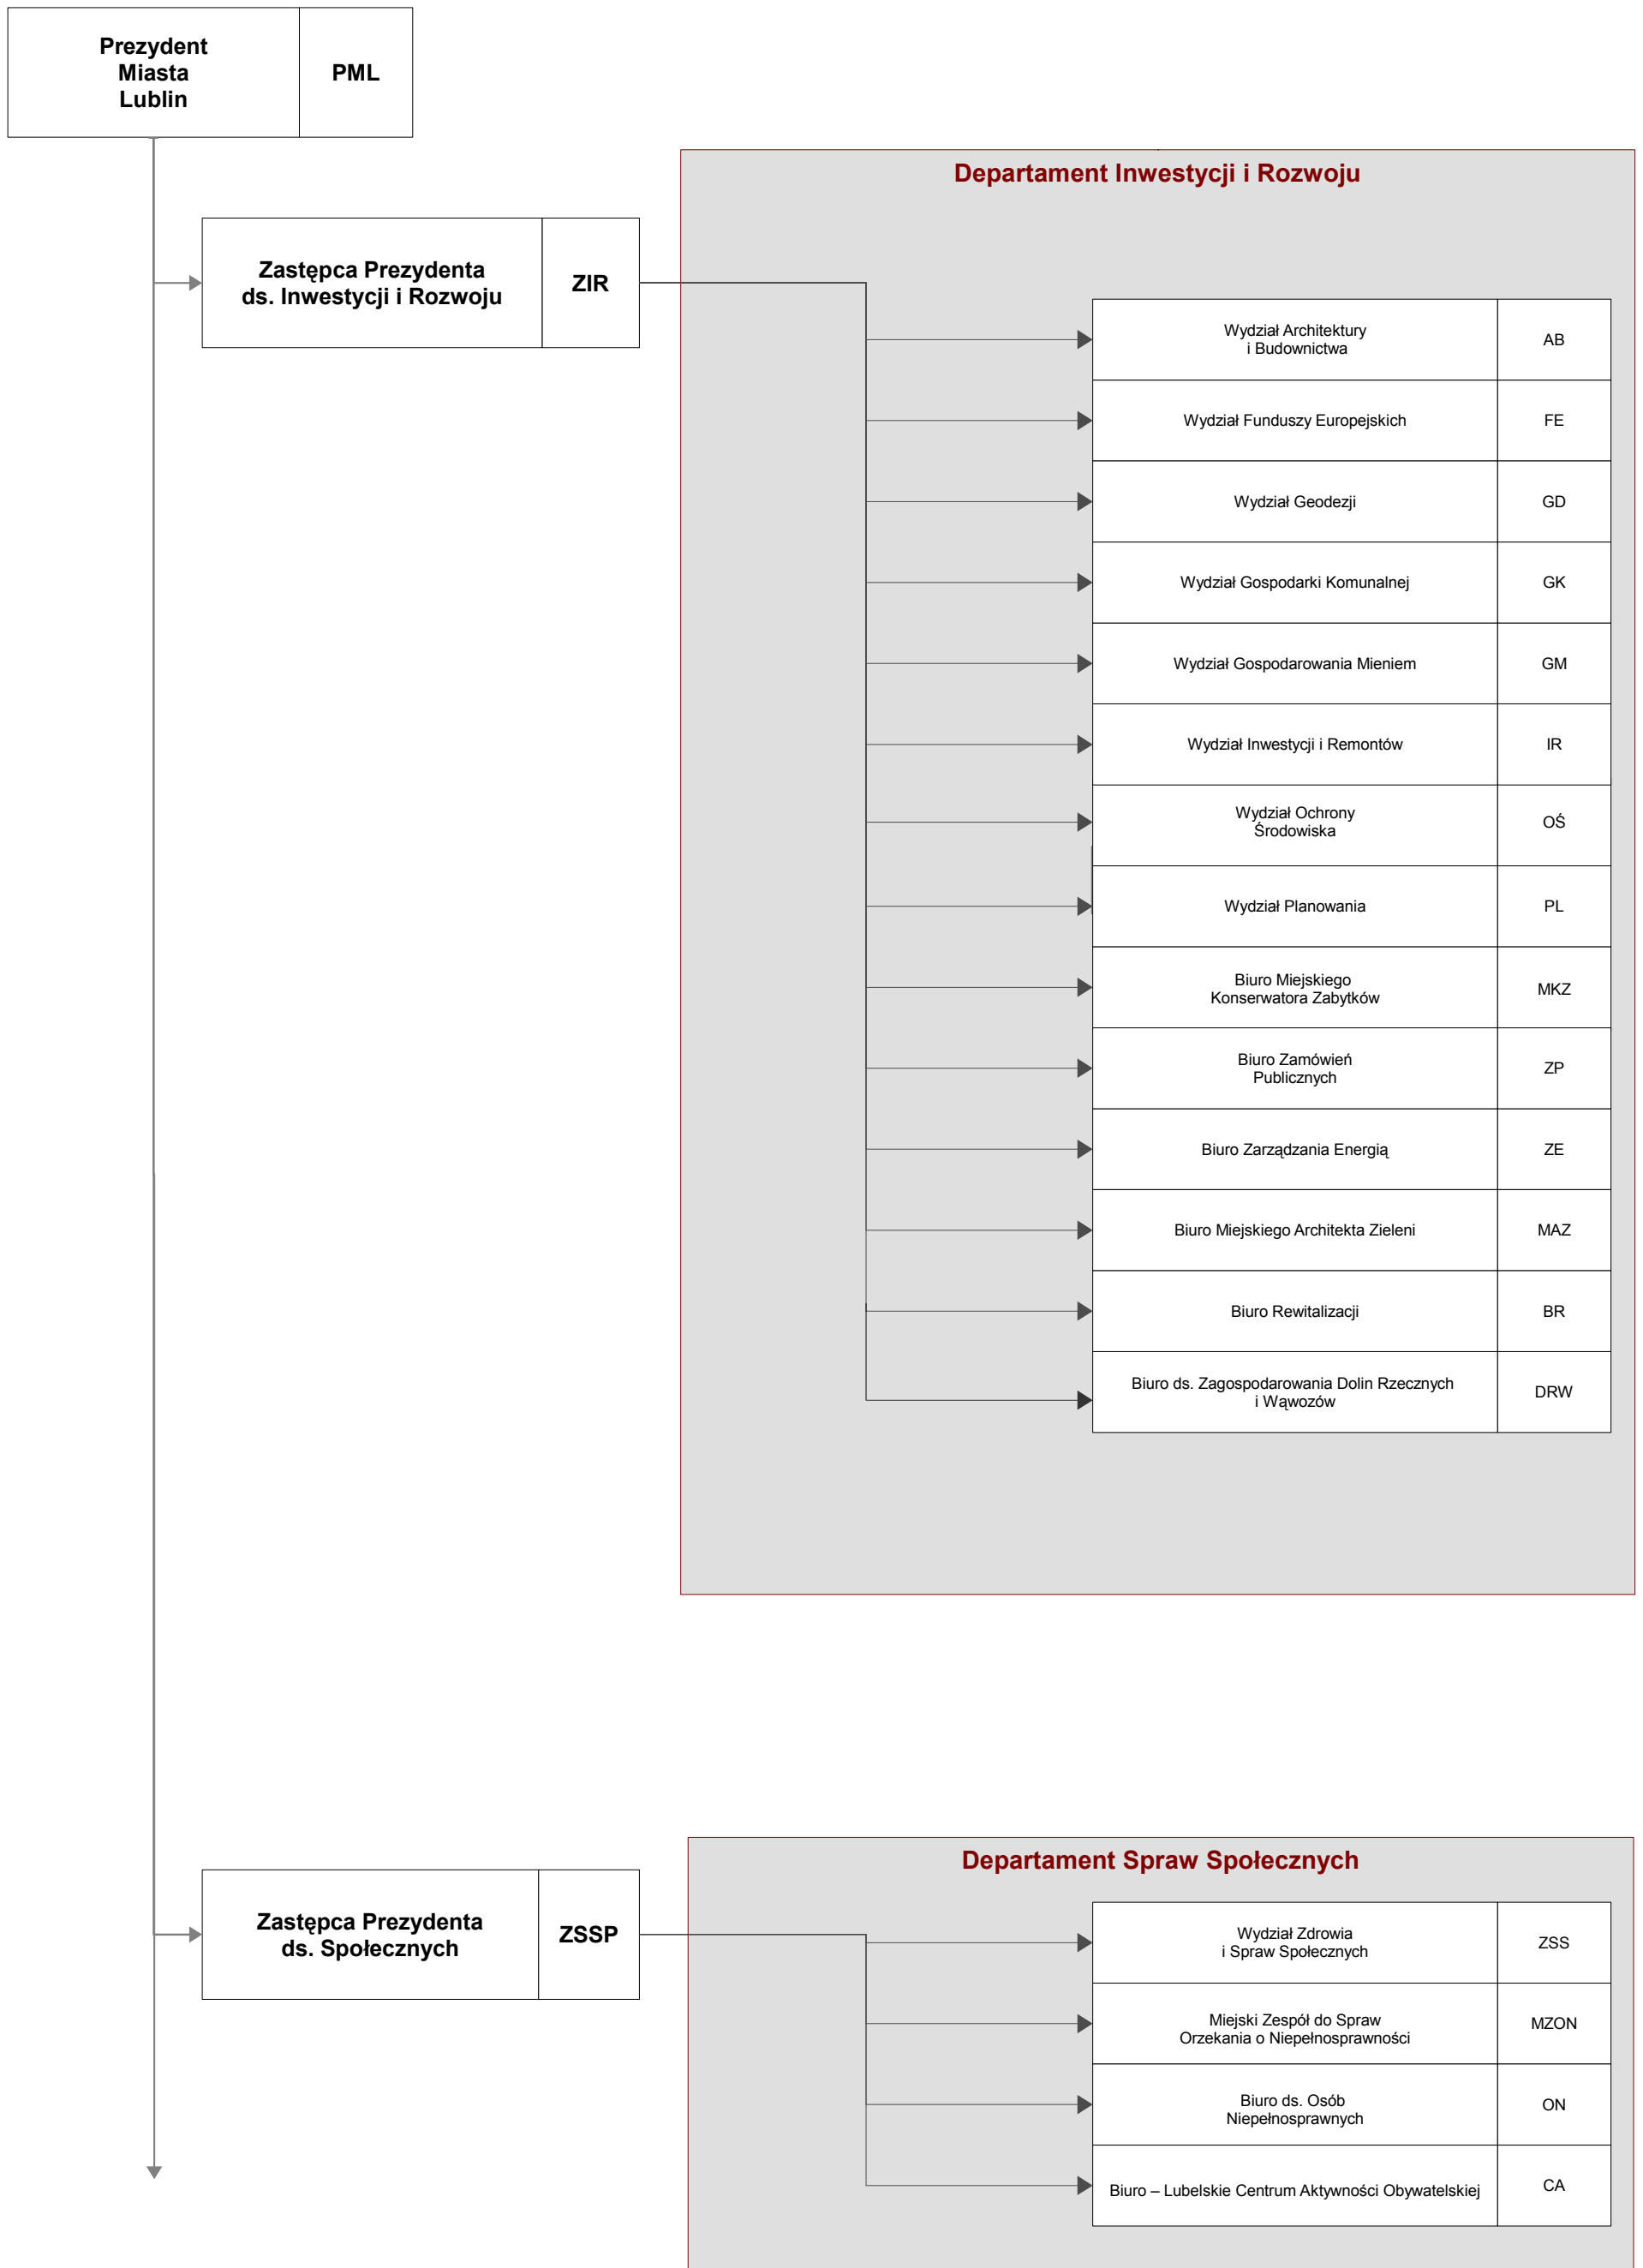 Prezydent
Miasta
Lublin
PML
Departament Inwestycji i Rozwoju
Zastępca Prezydenta
ds. Inwestycji i Rozwoju
ZIR
Wydział Architektury
i Budownictwa
AB
Wydział Funduszy Europejskich
FE
Wydział Geodezji
GD
Wydział Gospodarki Komunalnej
GK
Wydział Gospodarowania Mieniem
GM
Wydział Inwestycji i Remontów
IR
Wydział Ochrony
Środowiska
OŚ
Wydział Planowania
PL
Biuro Miejskiego
Konserwatora Zabytków
MKZ
Biuro Zamówień
Publicznych
ZP
Biuro Zarządzania Energią
ZE
Biuro Miejskiego Architekta Zieleni
MAZ
Biuro Rewitalizacji
BR
Biuro ds. Zagospodarowania Dolin Rzecznych
i Wąwozów
DRW
Departament Spraw Społecznych
Zastępca Prezydenta
ds. Społecznych
ZSSP
Wydział Zdrowia
i Spraw Społecznych
ZSS
Miejski Zespół do Spraw
Orzekania o Niepełnosprawności
MZON
Biuro ds. Osób
Niepełnosprawnych
ON
Biuro – Lubelskie Centrum Aktywności Obywatelskiej
CA